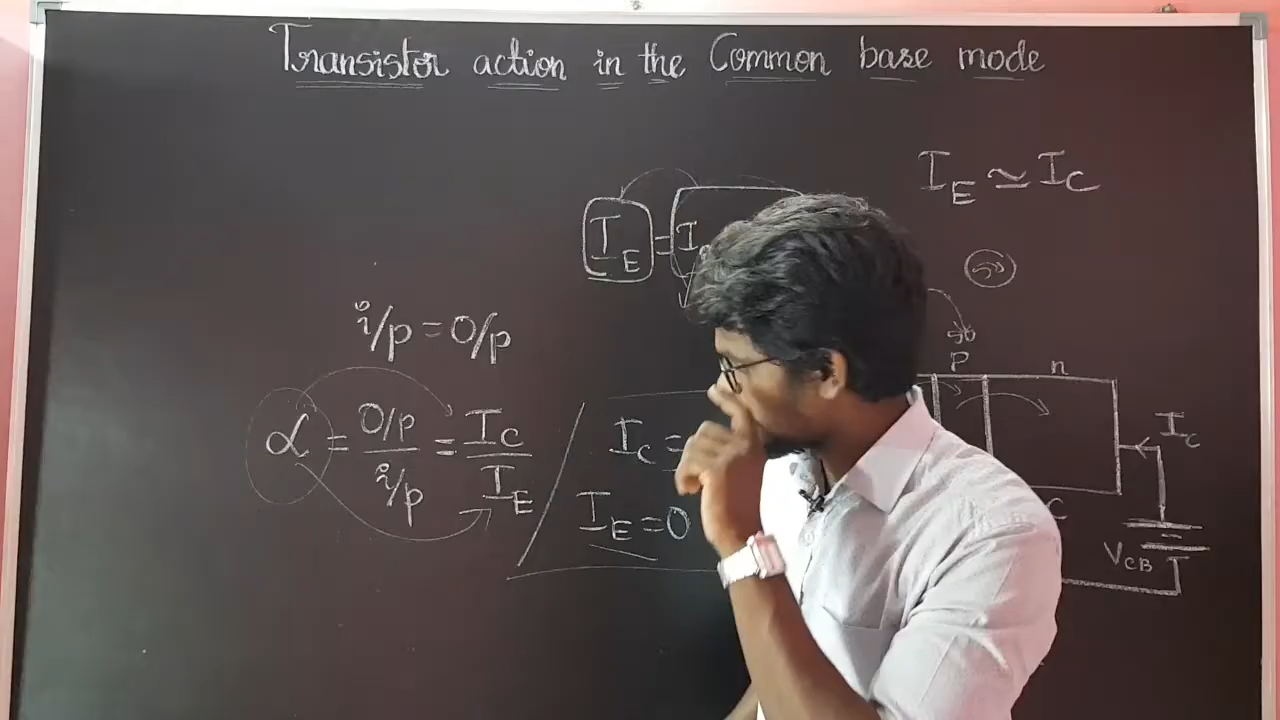 Transistor action in the Common base mode
I_E ≃ I_C
I_E = I
i/p = o/p
P n
α = o/p / i/p = I_C / I_E
I_C =
I_C
I_E = 0
C
V_CB